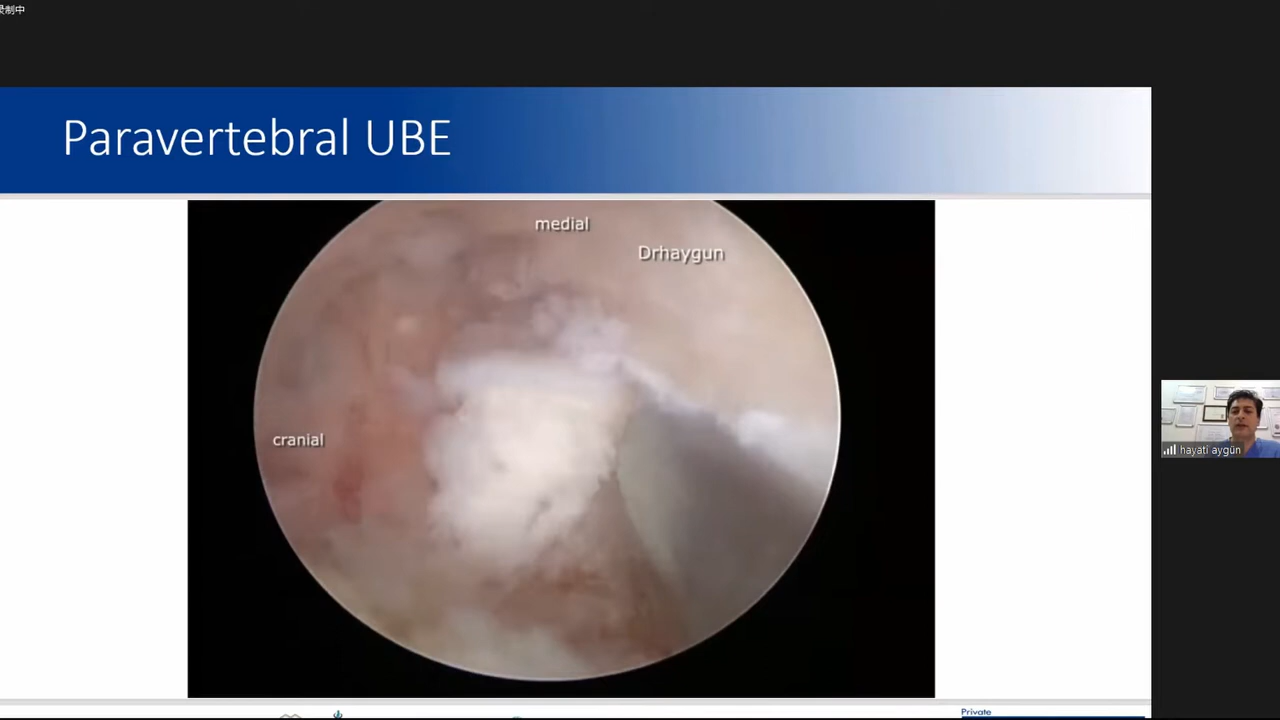 录制中
Paravertebral UBE
medial
Drhaygun
cranial
hayati aygün
Private